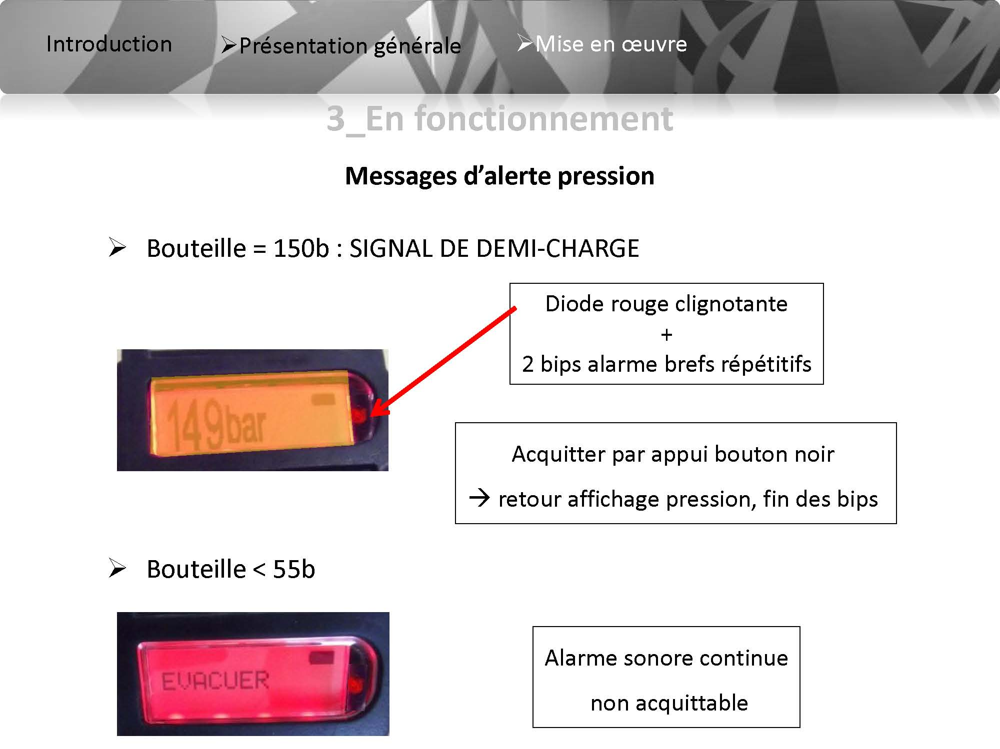 Introduction
➢Présentation générale
➢Mise en œuvre
3_En fonctionnement
Messages d’alerte pression
➢ Bouteille = 150b : SIGNAL DE DEMI-CHARGE
Diode rouge clignotante
+
2 bips alarme brefs répétitifs
149bar
Acquitter par appui bouton noir
→ retour affichage pression, fin des bips
➢ Bouteille < 55b
EVACUER
Alarme sonore continue
non acquittable